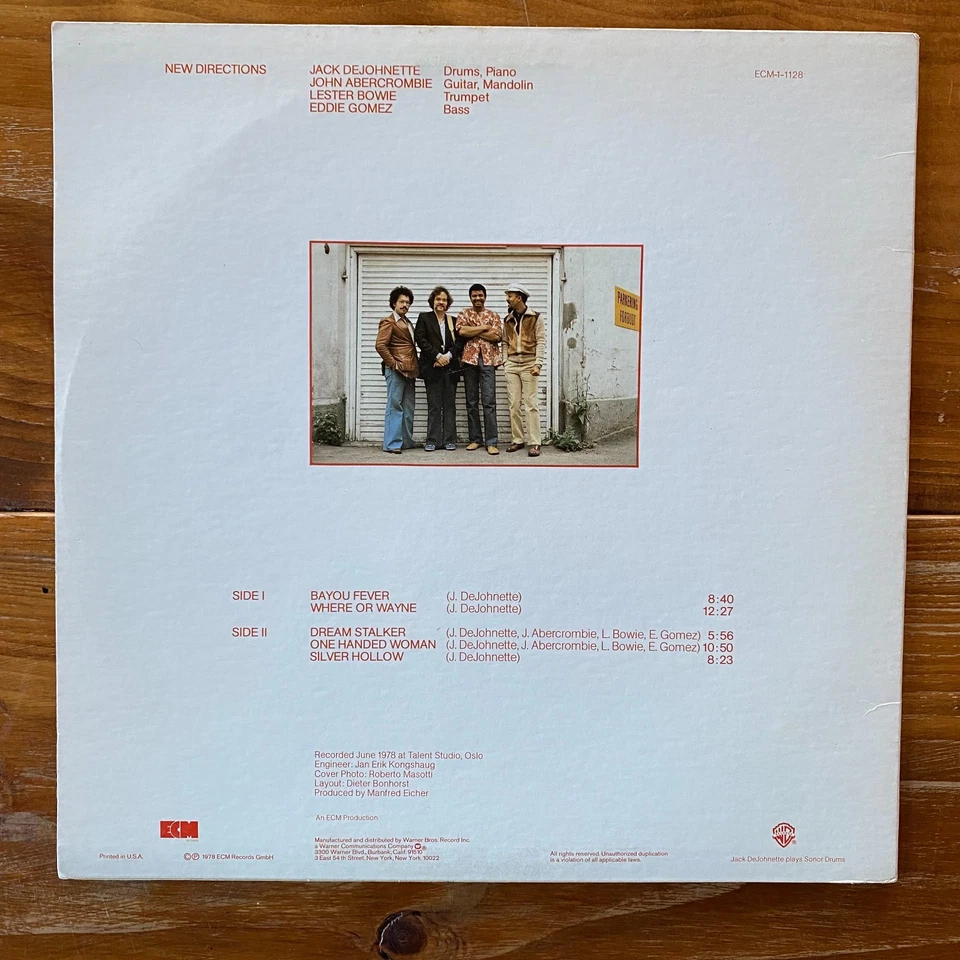 NEW DIRECTIONS JACK DEJOHNETTE Drums, Piano ECM-1-1128
JOHN ABERCROMBIE Guitar, Mandolin
LESTER BOWIE Trumpet
EDDIE GOMEZ Bass
PARKERING
FORBUDT
SIDE I BAYOU FEVER (J. DeJohnette) 8:40
WHERE OR WAYNE (J. DeJohnette) 12:27
SIDE II DREAM STALKER (J. DeJohnette, J. Abercrombie, L. Bowie, E. Gomez) 5:56
ONE HANDED WOMAN (J. DeJohnette, J. Abercrombie, L. Bowie, E. Gomez) 10:50
SILVER HOLLOW (J. DeJohnette) 8:23
Recorded June 1978 at Talent Studio, Oslo
Engineer: Jan Erik Kongshaug
Cover Photo: Roberto Masotti
Layout: Dieter Bonhorst
Produced by Manfred Eicher
An ECM Production
ECM
Manufactured and distributed by Warner Bros. Record Inc.
a Warner Communications Company ®
3300 Warner Blvd., Burbank, Calif. 91510
3 East 54 th Street, New York, New York, 10022
Printed in U.S.A. ©℗ 1978 ECM Records GmbH
All rights reserved. Unauthorized duplication
is a violation of all applicable laws.
WB ®
Jack DeJohnette plays Sonor Drums